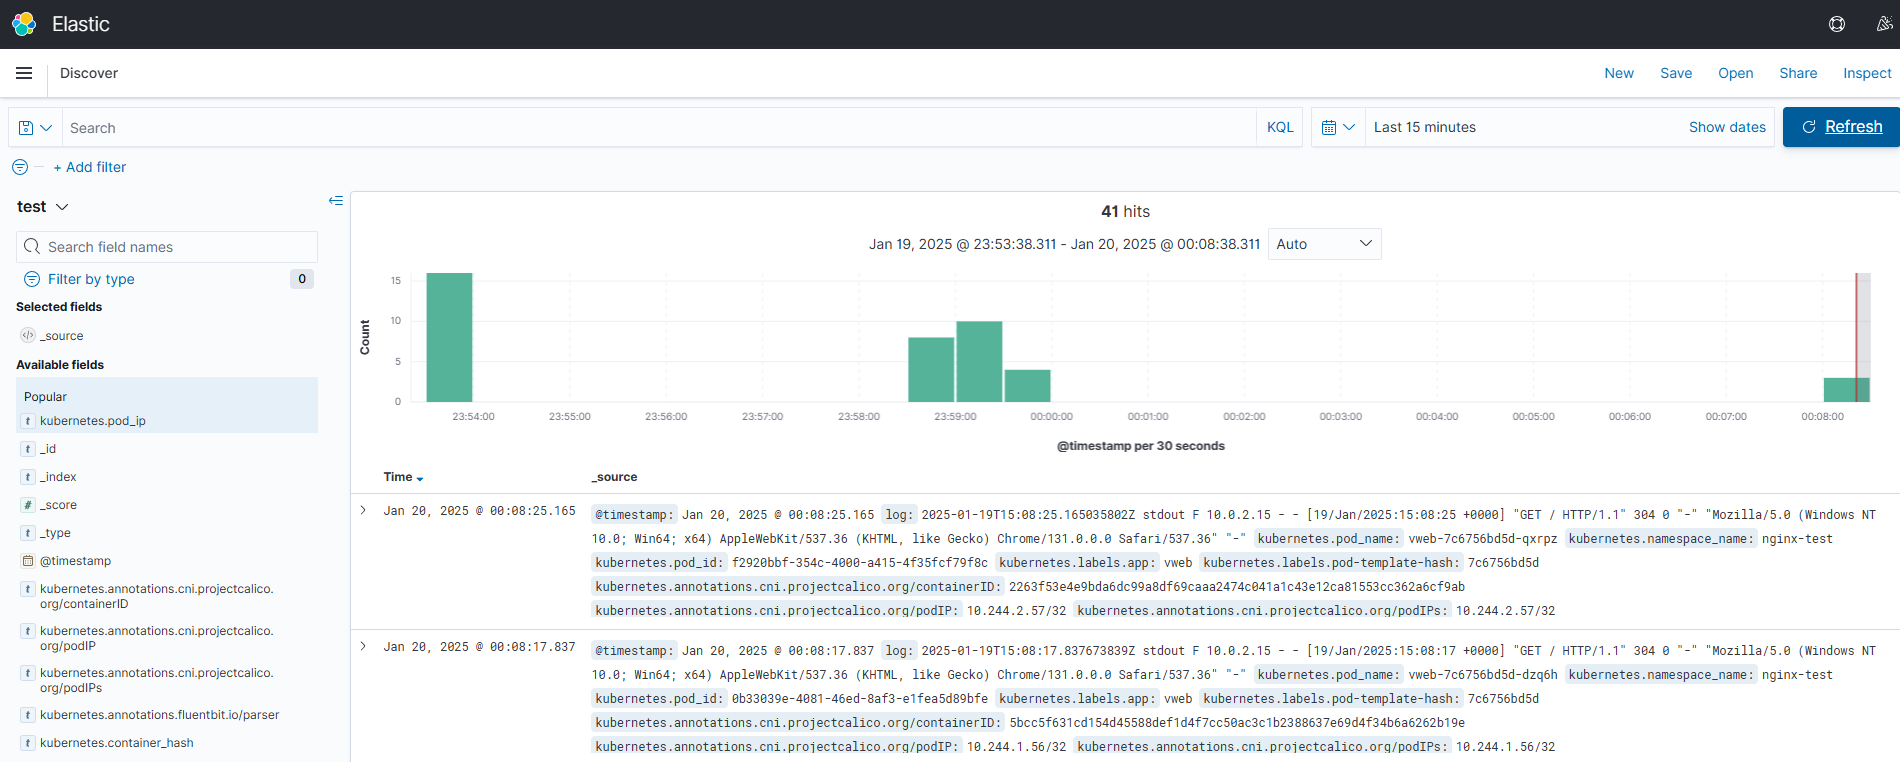 Elastic
Discover
New Save Open Share Inspect
Search KQL Last 15 minutes Show dates Refresh
+ Add filter
test
Search field names
Filter by type 0
Selected fields
_source
Available fields
Popular
t kubernetes.pod_ip
t _id
t _index
# _score
t _type
@timestamp
t kubernetes.annotations.cni.projectcalico.
org/containerID
t kubernetes.annotations.cni.projectcalico.
org/podIP
t kubernetes.annotations.cni.projectcalico.
org/podIPs
t kubernetes.annotations.fluentbit.io/parser
t kubernetes.container_hash
41 hits
Jan 19, 2025 @ 23:53:38.311 - Jan 20, 2025 @ 00:08:38.311 Auto
Count
15
10
5
0
23:54:00 23:55:00 23:56:00 23:57:00 23:58:00 23:59:00 00:00:00 00:01:00 00:02:00 00:03:00 00:04:00 00:05:00 00:06:00 00:07:00 00:08:00
@timestamp per 30 seconds
Time _source
Jan 20, 2025 @ 00:08:25.165 @timestamp: Jan 20, 2025 @ 00:08:25.165 log: 2025-01-19T15:08:25.165035802Z stdout F 10.0.2.15 - - [19/Jan/2025:15:08:25 +0000] "GET / HTTP/1.1" 304 0 "-" "Mozilla/5.0 (Windows NT
10.0; Win64; x64) AppleWebKit/537.36 (KHTML, like Gecko) Chrome/131.0.0.0 Safari/537.36" "-" kubernetes.pod_name: vweb-7c6756bd5d-qxrpz kubernetes.namespace_name: nginx-test
kubernetes.pod_id: f2920bbf-354c-4000-a415-4f35fcf79f8c kubernetes.labels.app: vweb kubernetes.labels.pod-template-hash: 7c6756bd5d
kubernetes.annotations.cni.projectcalico.org/containerID: 2263f53e4e9bda6dc99a8df69caaa2474c041a1c43e12ca81553cc362a6cf9ab
kubernetes.annotations.cni.projectcalico.org/podIP: 10.244.2.57/32 kubernetes.annotations.cni.projectcalico.org/podIPs: 10.244.2.57/32
Jan 20, 2025 @ 00:08:17.837 @timestamp: Jan 20, 2025 @ 00:08:17.837 log: 2025-01-19T15:08:17.837673839Z stdout F 10.0.2.15 - - [19/Jan/2025:15:08:17 +0000] "GET / HTTP/1.1" 304 0 "-" "Mozilla/5.0 (Windows NT
10.0; Win64; x64) AppleWebKit/537.36 (KHTML, like Gecko) Chrome/131.0.0.0 Safari/537.36" "-" kubernetes.pod_name: vweb-7c6756bd5d-dzq6h kubernetes.namespace_name: nginx-test
kubernetes.pod_id: 0b33039e-4081-46ed-8af3-e1fea5d89bfe kubernetes.labels.app: vweb kubernetes.labels.pod-template-hash: 7c6756bd5d
kubernetes.annotations.cni.projectcalico.org/containerID: 5bcc5f631cd154d45588def1d4f7cc50ac3c1b2388637e69d4f34b6a6262b19e
kubernetes.annotations.cni.projectcalico.org/podIP: 10.244.1.56/32 kubernetes.annotations.cni.projectcalico.org/podIPs: 10.244.1.56/32